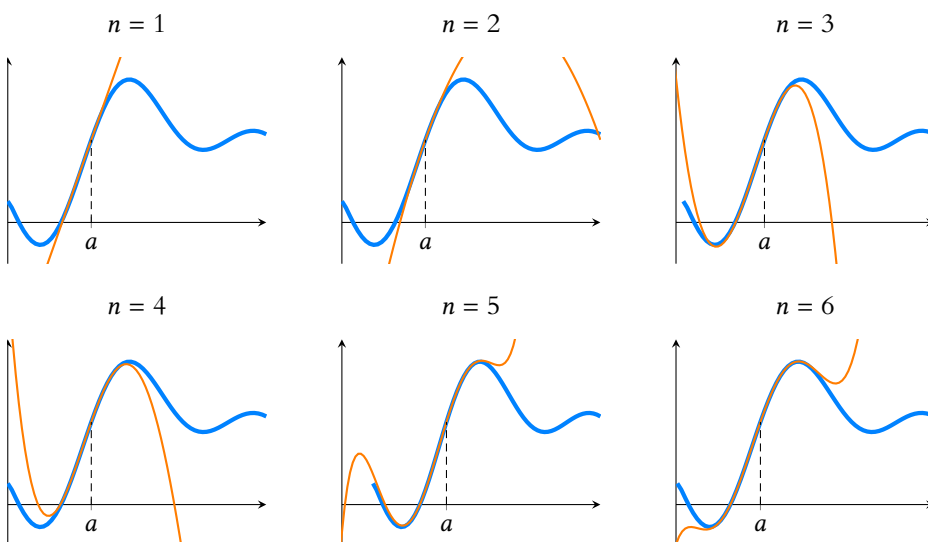 n = 1
n = 2
n = 3
a
a
a
n = 4
n = 5
n = 6
a
a
a